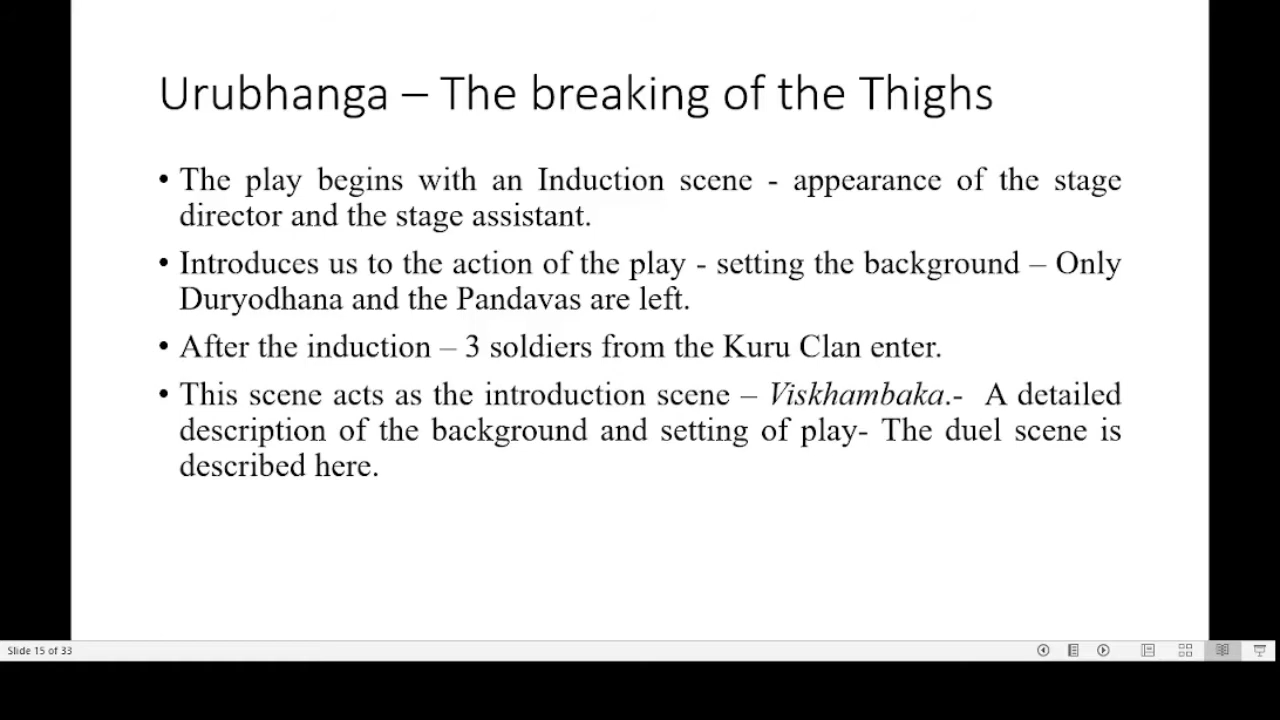 Urubhanga – The breaking of the Thighs
• The play begins with an Induction scene - appearance of the stage
director and the stage assistant.
• Introduces us to the action of the play - setting the background – Only
Duryodhana and the Pandavas are left.
• After the induction – 3 soldiers from the Kuru Clan enter.
• This scene acts as the introduction scene – Viskhambaka.- A detailed
description of the background and setting of play- The duel scene is
described here.
Slide 15 of 33